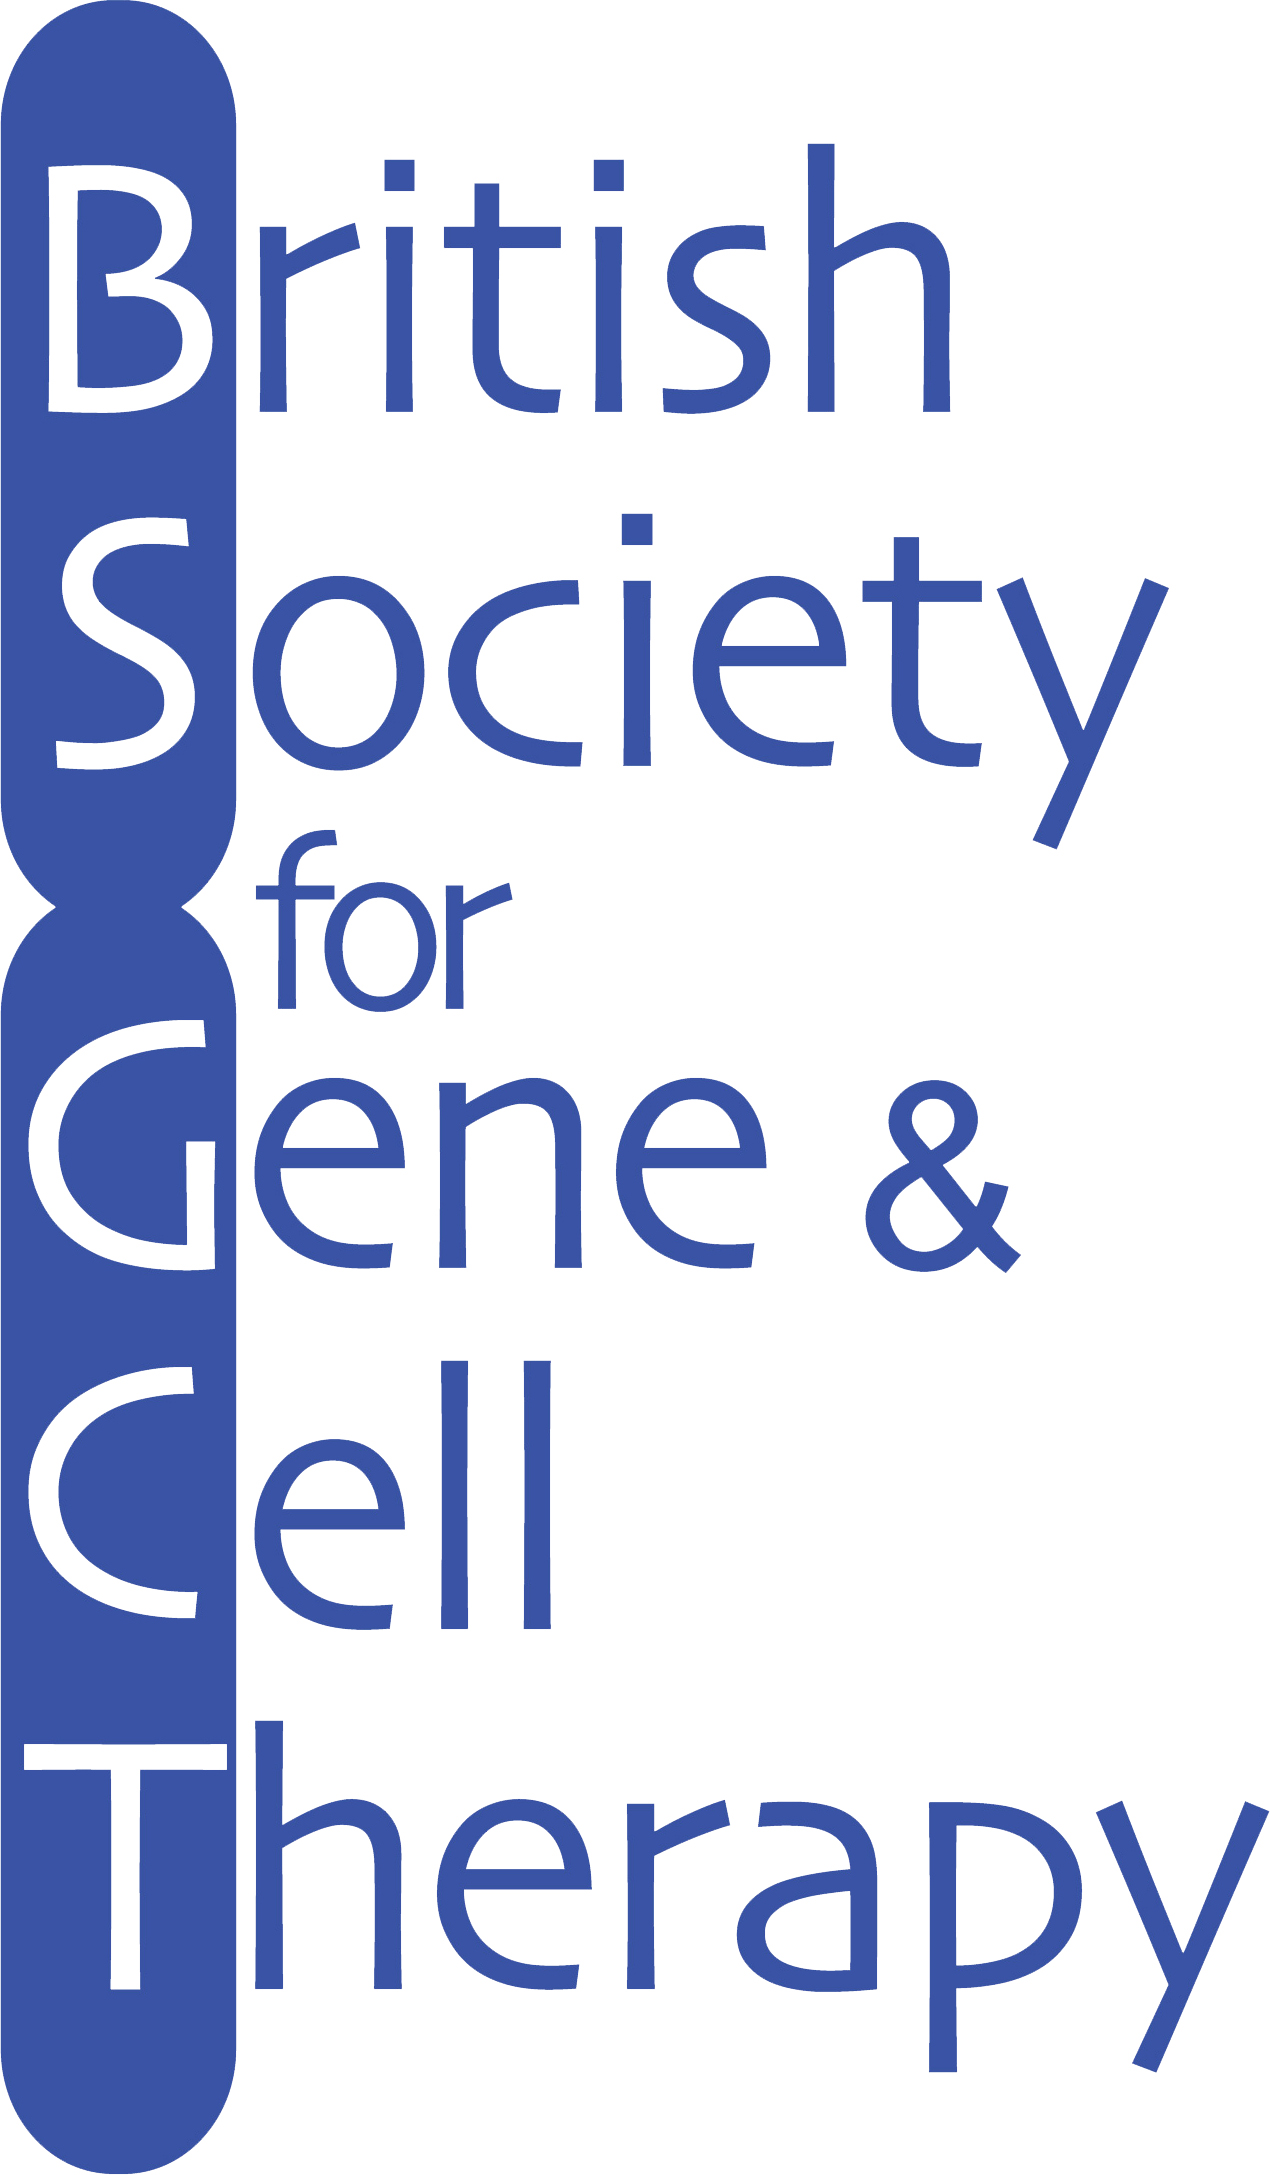 British
Society
for
Gene &
Cell
Therapy